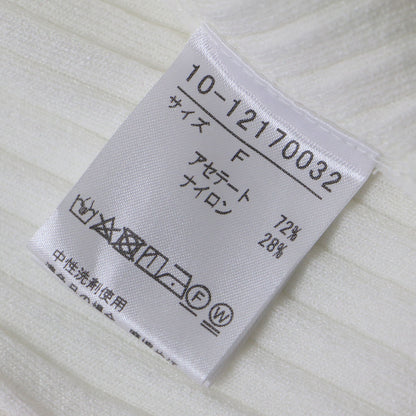 10-12170032
サイズ F
アセテート 72%
ナイロン 28%
F W
中性洗剤使用